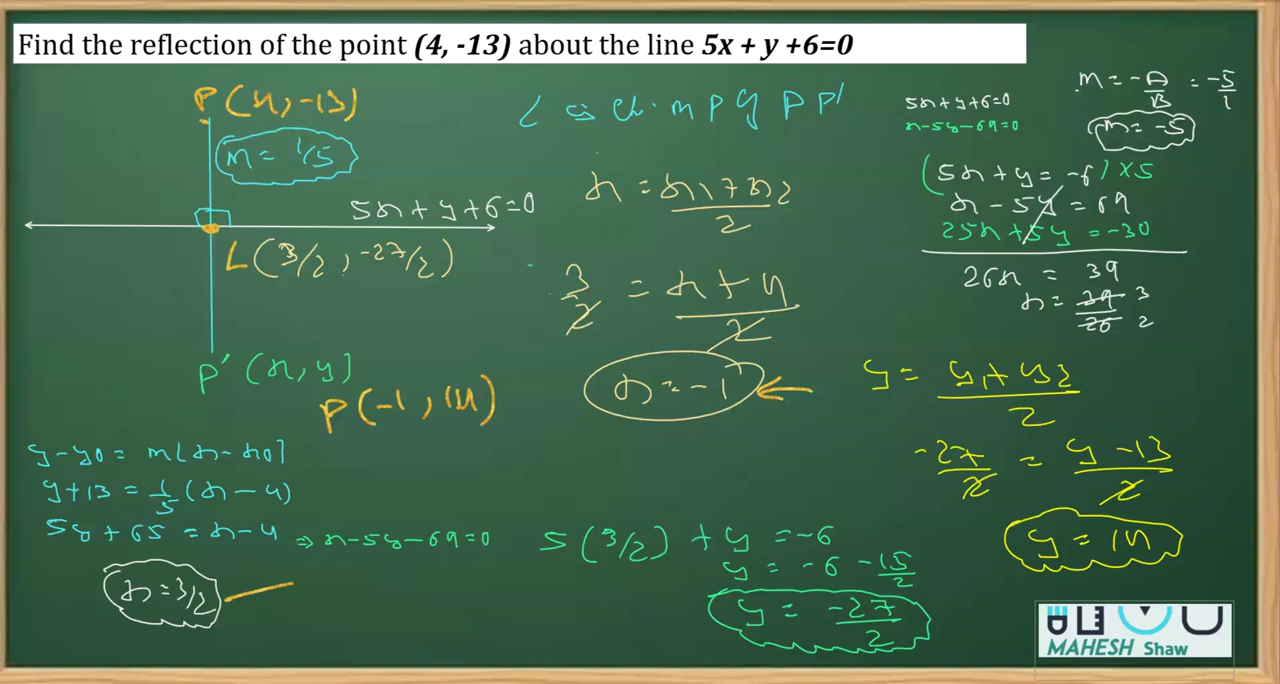 Find the reflection of the point (4, -13) about the line 5x + y +6=0
P (4, -13)
m = 1/5
5x + y + 6 = 0
L (3/2, -27/2)
P' (x, y)
P (-1, 14)
y - y0 = m[x - x0]
y + 13 = 1/5 (x - 4)
5y + 65 = x - 4 ⇒ x - 5y - 69 = 0
x = 3/2
L is m p of P P'
x = x1 + x2 / 2
3/2 = x + 4 / 2
x = -1
5 (3/2) + y = -6
y = -6 - 15/2
y = -27/2
5x + y + 6 = 0
x - 5y - 69 = 0
m = -A/B = -5/1
m = -5
(5x + y = -6) × 5
x - 5y = 69
25x + 5y = -30
26x = 39
x = 39/26 3/2
y = y1 + y2 / 2
-27/2 = y - 13 / 2
y = 14
MAHESH Shaw